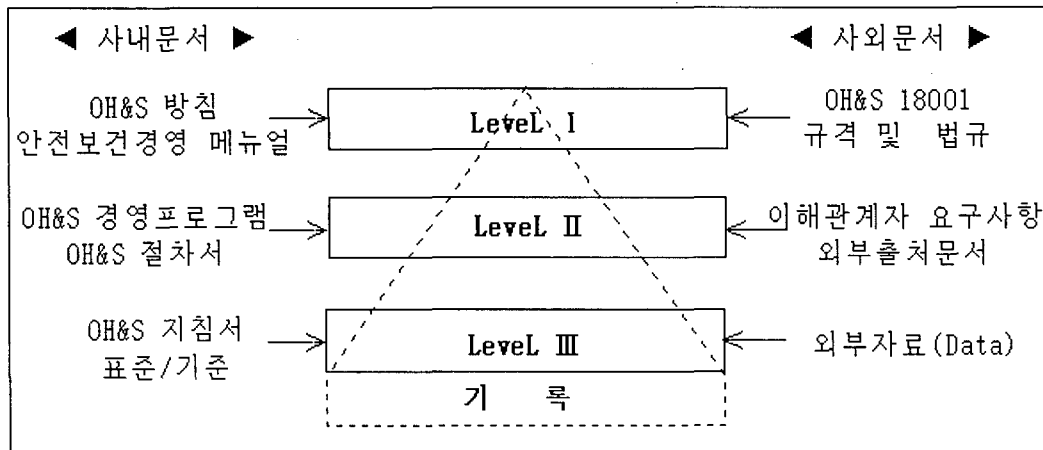 ◀ 사내문서 ▶
◀ 사외문서 ▶
OH&S 방침
안전보건경영 메뉴얼
LeveL Ⅰ
OH&S 18001
규격 및 법규
OH&S 경영프로그램
OH&S 절차서
LeveL Ⅱ
이해관계자 요구사항
외부출처문서
OH&S 지침서
표준/기준
LeveL Ⅲ
외부자료(Data)
기 록